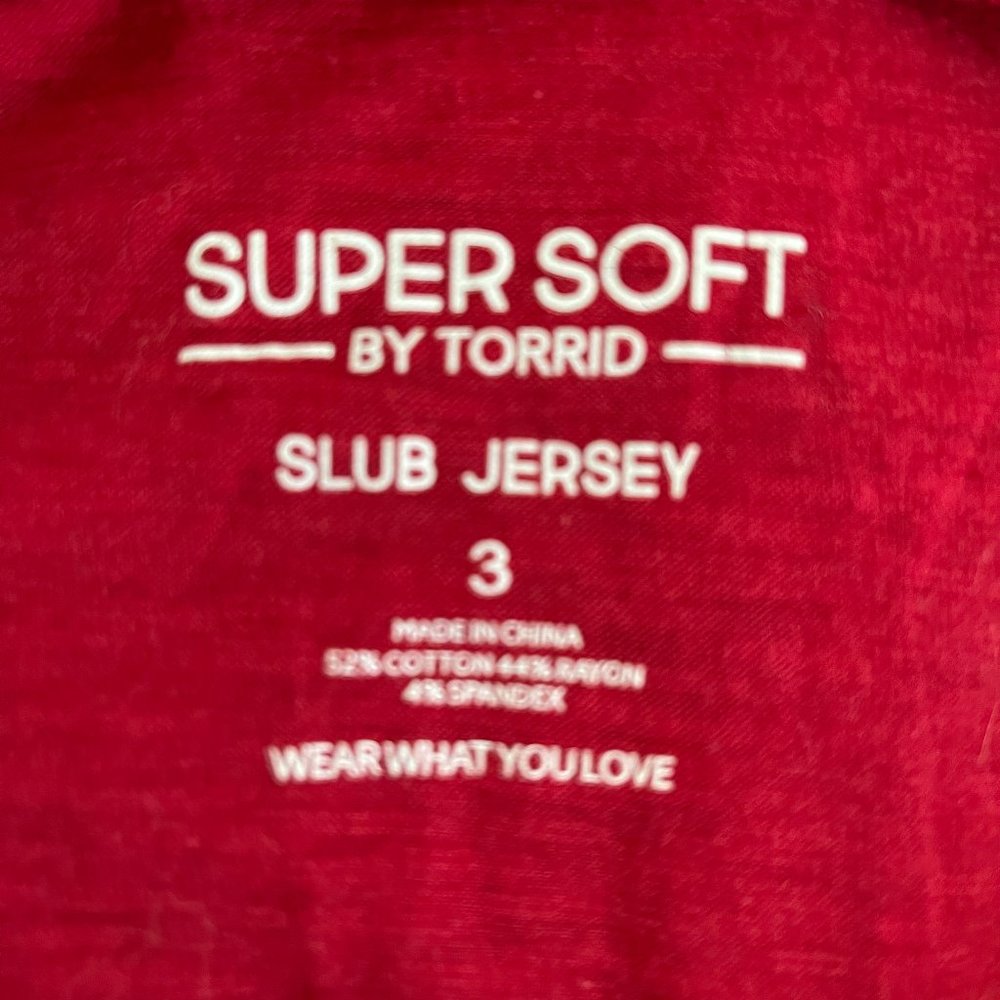 SUPER SOFT
BY TORRID
SLUB JERSEY
3
MADE IN CHINA
52% COTTON 44% RAYON
4% SPANDEX
WEAR WHAT YOU LOVE